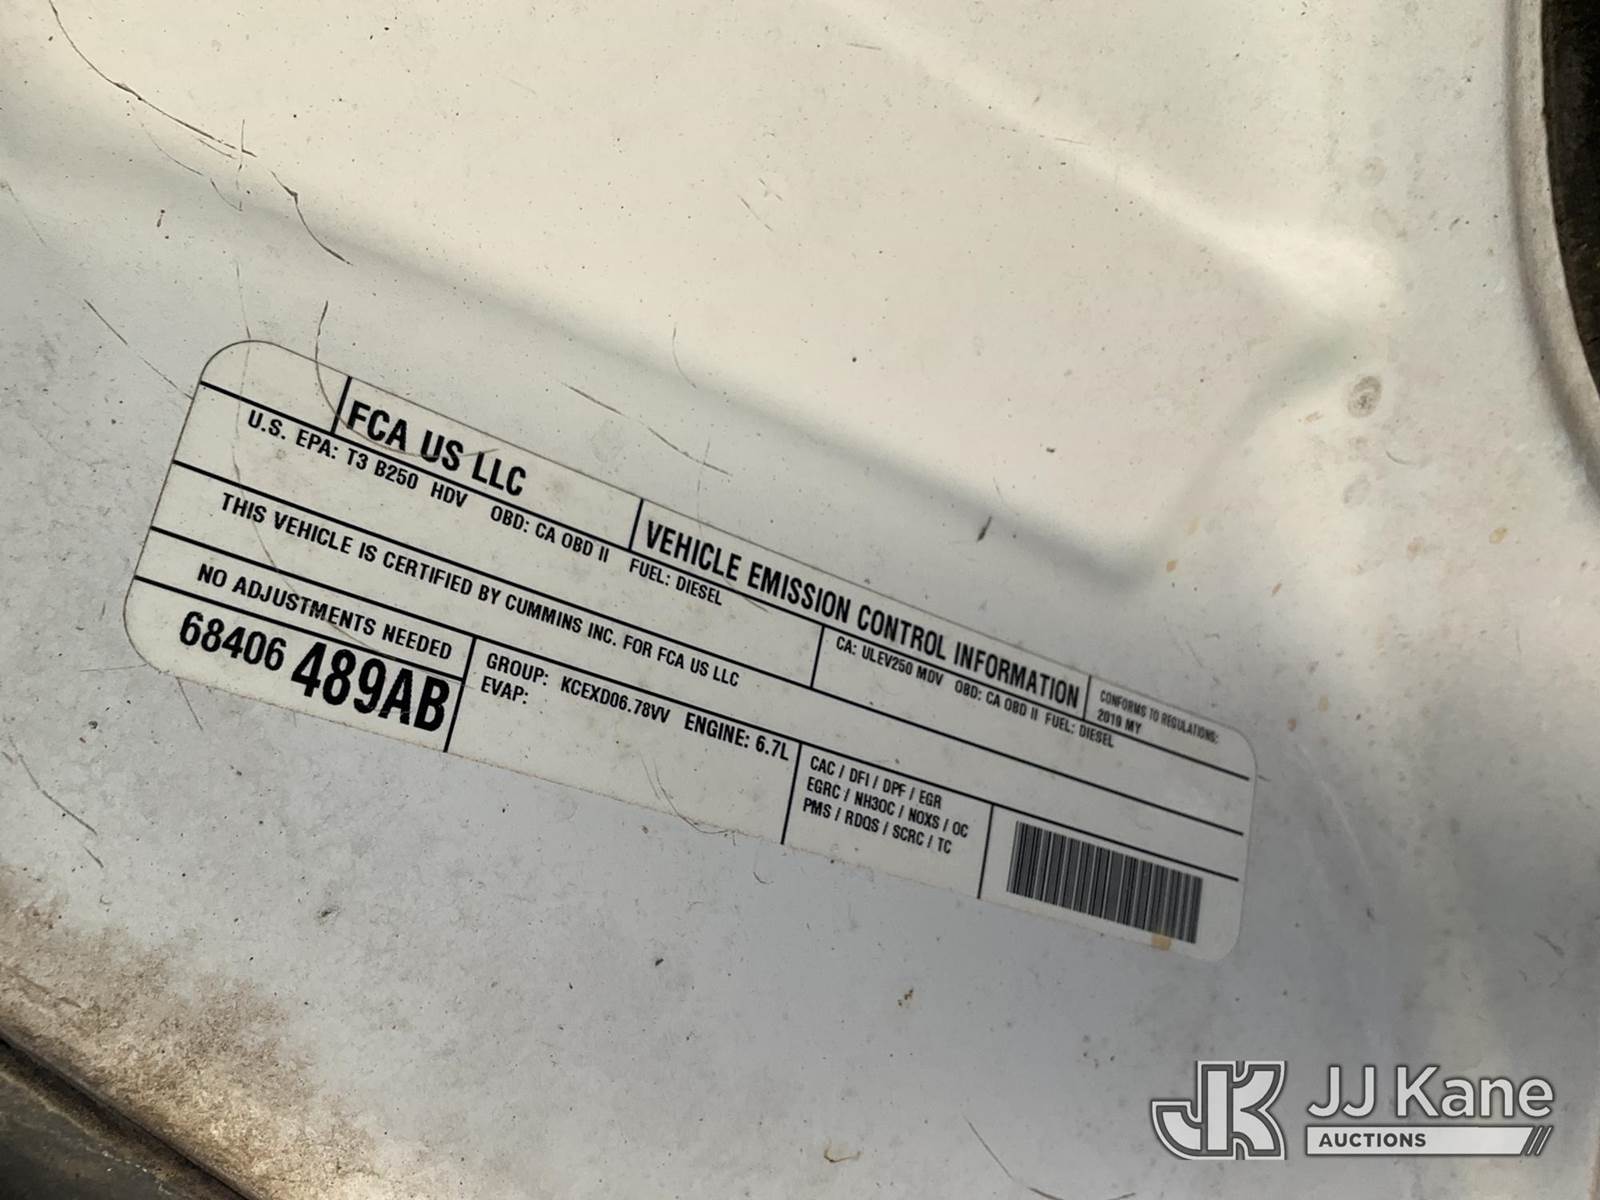 FCA US LLC
VEHICLE EMISSION CONTROL INFORMATION
CONFORMS TO REGULATIONS:
2019 MY
U.S. EPA: T3 B250 HDV OBD: CA OBD II FUEL: DIESEL
CA: ULEV250 MDV OBD: CA OBD II FUEL: DIESEL
THIS VEHICLE IS CERTIFIED BY CUMMINS INC. FOR FCA US LLC
NO ADJUSTMENTS NEEDED
68406 489AB
GROUP: KCEXD06.78VV ENGINE: 6.7L
EVAP:
CAC / DFI / DPF / EGR
EGRC / NH3OC / NOXS / OC
PMS / RDQS / SCRC / TC
JK JJ Kane
AUCTIONS